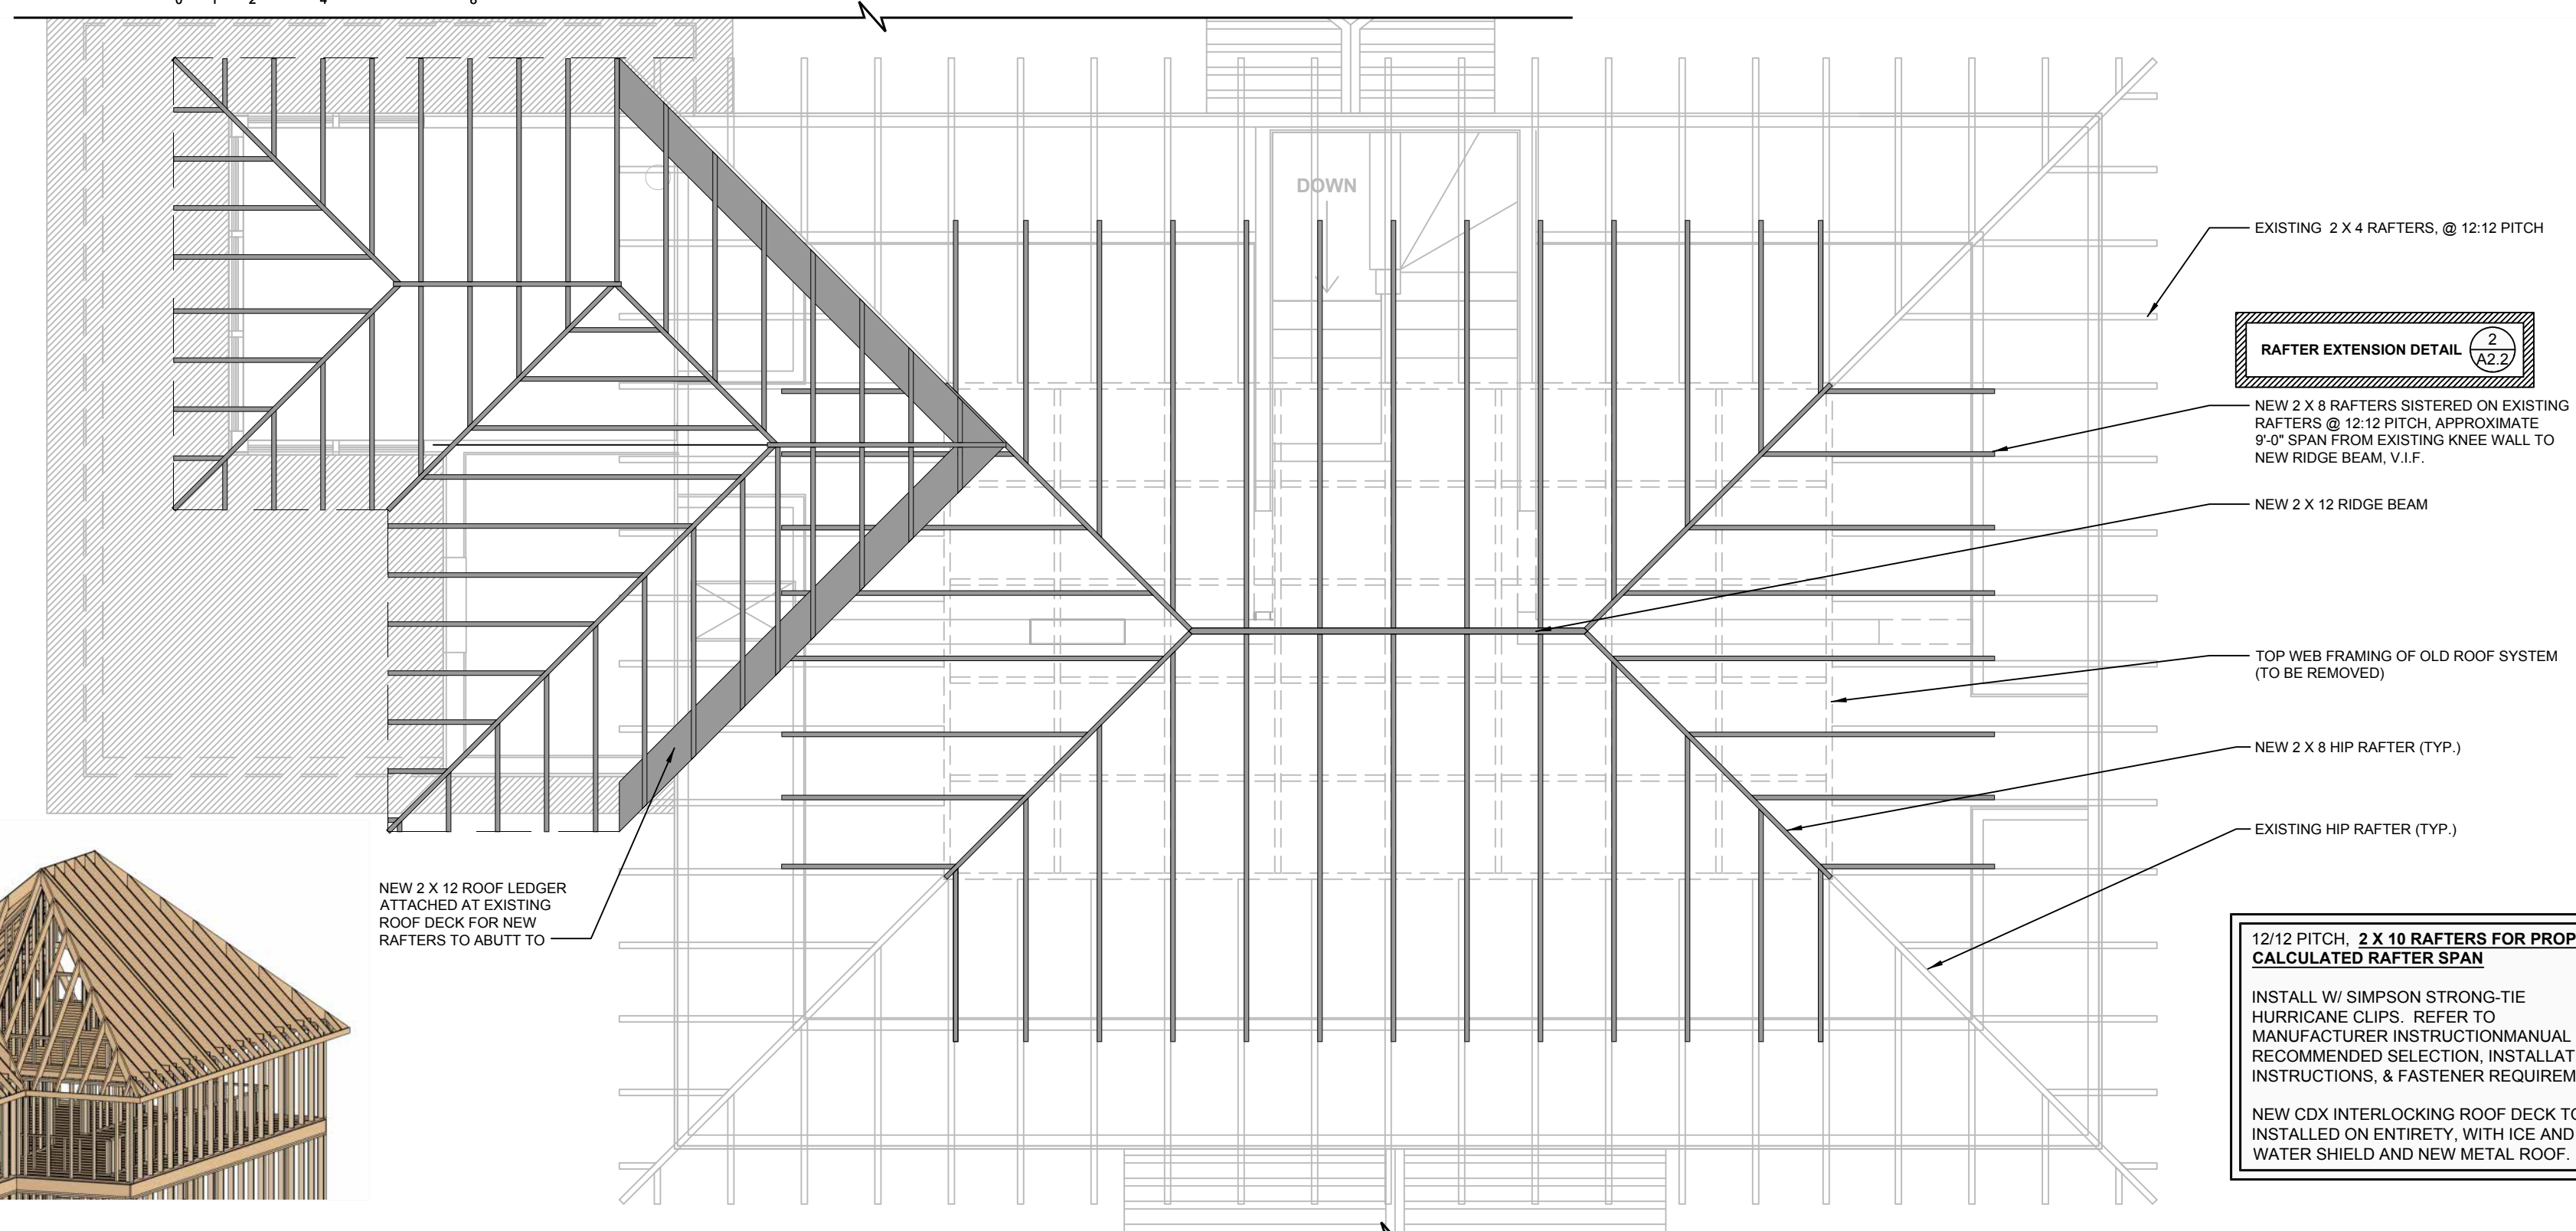 0 1 2 4 8
DOWN
EXISTING 2 X 4 RAFTERS, @ 12:12 PITCH
RAFTER EXTENSION DETAIL
2
A2.2
NEW 2 X 8 RAFTERS SISTERED ON EXISTING
RAFTERS @ 12:12 PITCH, APPROXIMATE
9'-0" SPAN FROM EXISTING KNEE WALL TO
NEW RIDGE BEAM, V.I.F.
NEW 2 X 12 RIDGE BEAM
TOP WEB FRAMING OF OLD ROOF SYSTEM
(TO BE REMOVED)
NEW 2 X 8 HIP RAFTER (TYP.)
EXISTING HIP RAFTER (TYP.)
NEW 2 X 12 ROOF LEDGER
ATTACHED AT EXISTING
ROOF DECK FOR NEW
RAFTERS TO ABUTT TO
12/12 PITCH, 2 X 10 RAFTERS FOR PROP
CALCULATED RAFTER SPAN
INSTALL W/ SIMPSON STRONG-TIE
HURRICANE CLIPS. REFER TO
MANUFACTURER INSTRUCTIONMANUAL
RECOMMENDED SELECTION, INSTALLAT
INSTRUCTIONS, & FASTENER REQUIREM
NEW CDX INTERLOCKING ROOF DECK TO
INSTALLED ON ENTIRETY, WITH ICE AND
WATER SHIELD AND NEW METAL ROOF.